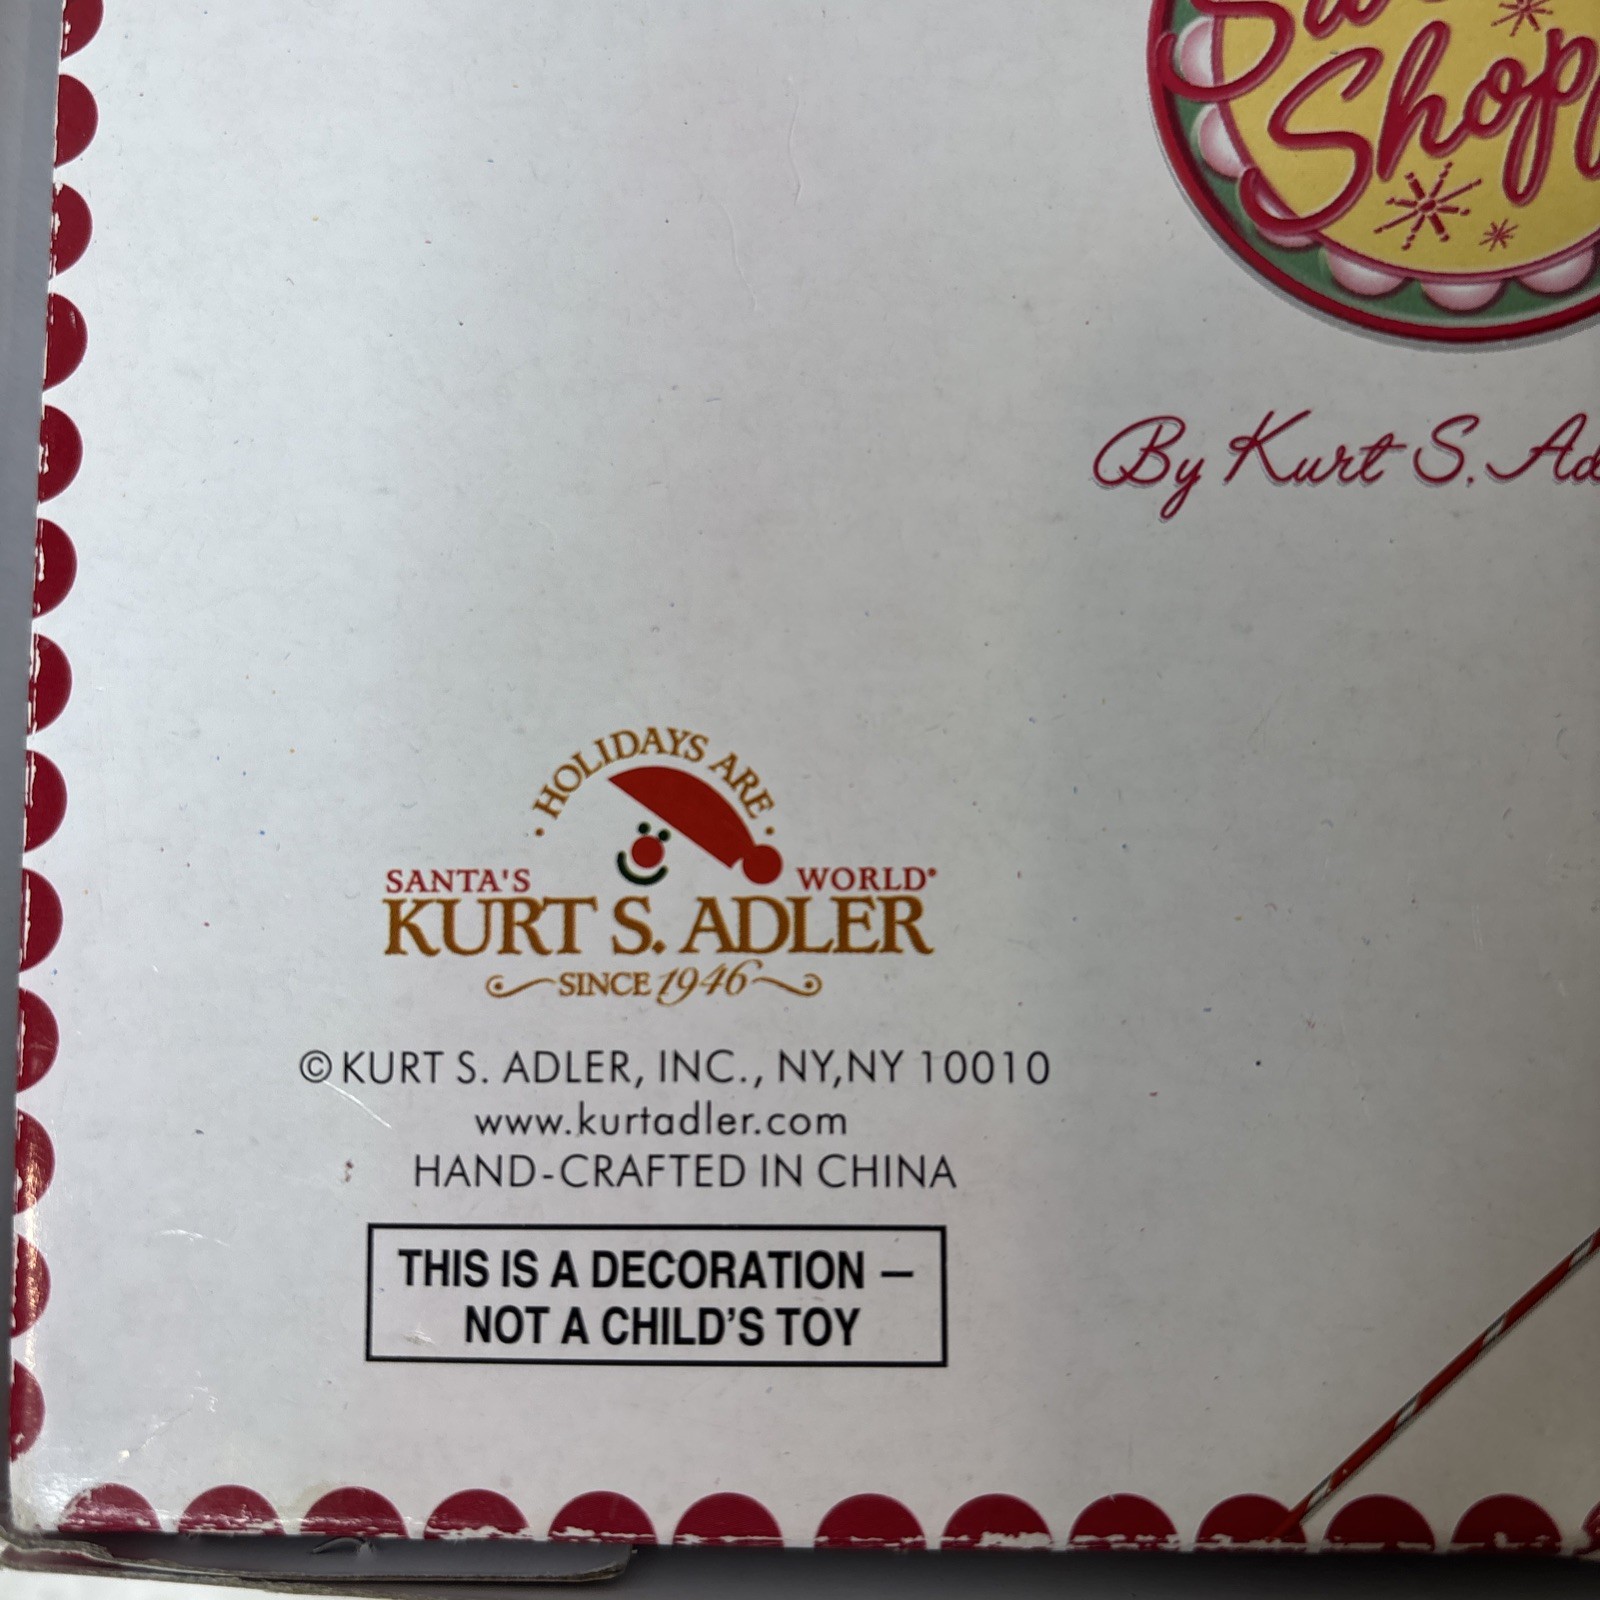 Shop
By Kurt S.
· HOLIDAYS ARE ·
SANTA'S WORLD®
KURT S. ADLER
SINCE 1946
© KURT S. ADLER, INC., NY,NY 10010
www.kurtadler.com
HAND-CRAFTED IN CHINA
THIS IS A DECORATION —
NOT A CHILD'S TOY